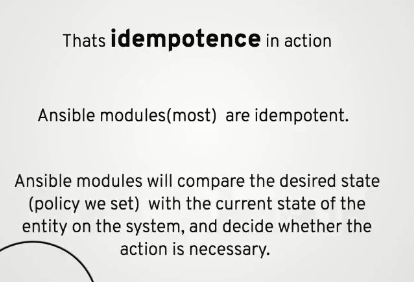 Thats idempotence in action
Ansible modules(most) are idempotent.
Ansible modules will compare the desired state
(policy we set) with the current state of the
entity on the system, and decide whether the
action is necessary.